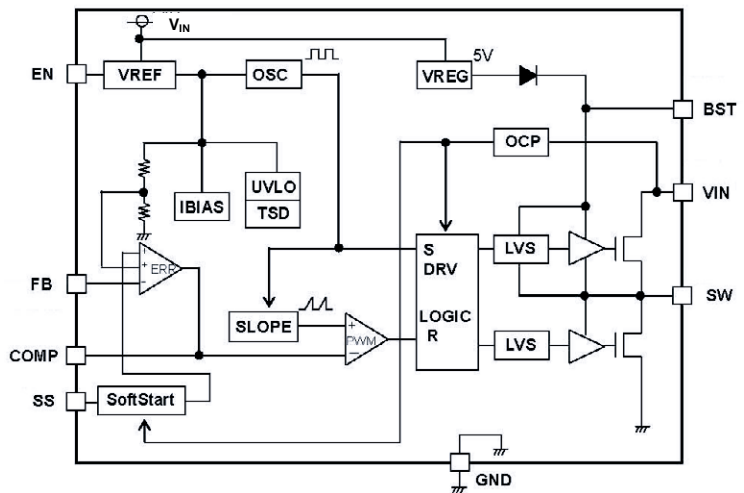 V_IN
EN
VREF
OSC
5V
VREG
BST
OCP
VIN
UVLO
TSD
IBIAS
+
+
−
ERR
FB
S
DRV
LOGIC
R
LVS
SW
SLOPE
+
−
PWM
LVS
COMP
SS
SoftStart
GND